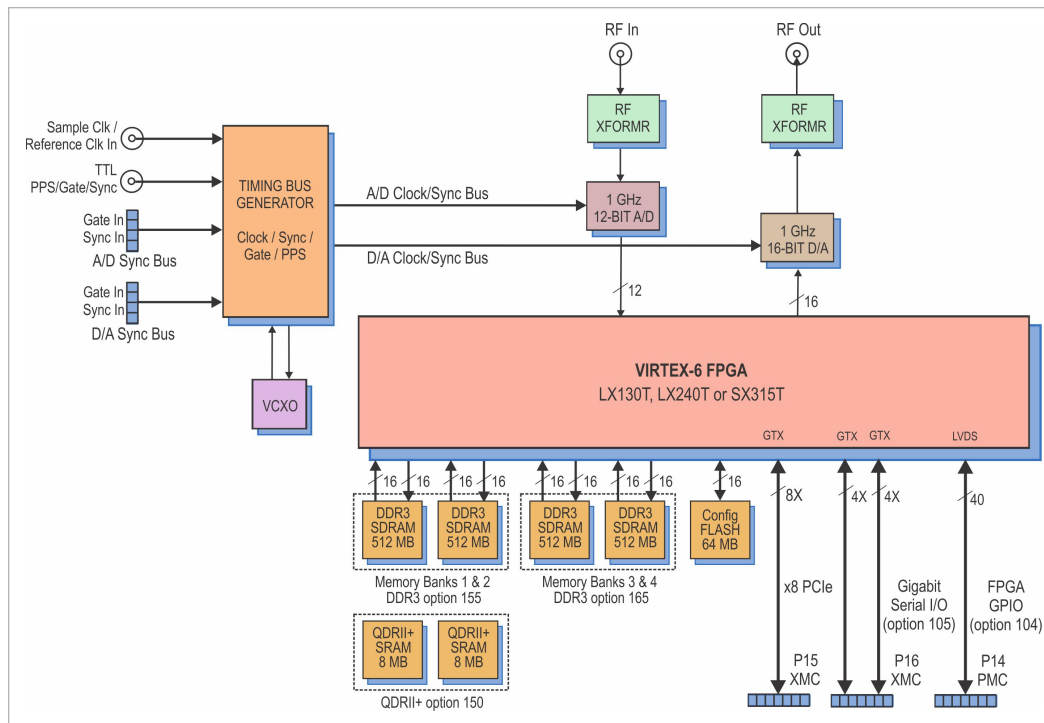 RF In
RF Out
Sample Clk /
Reference Clk In
TTL
PPS/Gate/Sync
Gate In
Sync In
A/D Sync Bus
Gate In
Sync In
D/A Sync Bus
TIMING BUS
GENERATOR
Clock / Sync /
Gate / PPS
VCXO
A/D Clock/Sync Bus
D/A Clock/Sync Bus
RF
XFORMR
RF
XFORMR
1 GHz
12-BIT A/D
1 GHz
16-BIT D/A
12
16
VIRTEX-6 FPGA
LX130T, LX240T or SX315T
GTX
GTX
GTX
LVDS
16
16
16
16
16
16
16
16
16
8X
4X
4X
40
DDR3
SDRAM
512 MB
DDR3
SDRAM
512 MB
DDR3
SDRAM
512 MB
DDR3
SDRAM
512 MB
Config
FLASH
64 MB
Memory Banks 1 & 2
DDR3 option 155
Memory Banks 3 & 4
DDR3 option 165
QDRII+
SRAM
8 MB
QDRII+
SRAM
8 MB
QDRII+ option 150
x8 PCIe
Gigabit
Serial I/O
(option 105)
FPGA
GPIO
(option 104)
P15
XMC
P16
XMC
P14
PMC